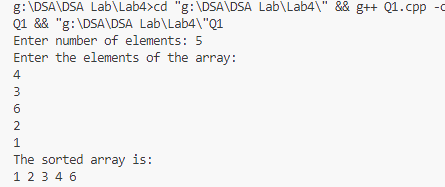 g:\DSA\DSA Lab\Lab4>cd "g:\DSA\DSA Lab\Lab4\" && g++ Q1.cpp -o
Q1 && "g:\DSA\DSA Lab\Lab4\"Q1
Enter number of elements: 5
Enter the elements of the array:
4
3
6
2
1
The sorted array is:
1 2 3 4 6